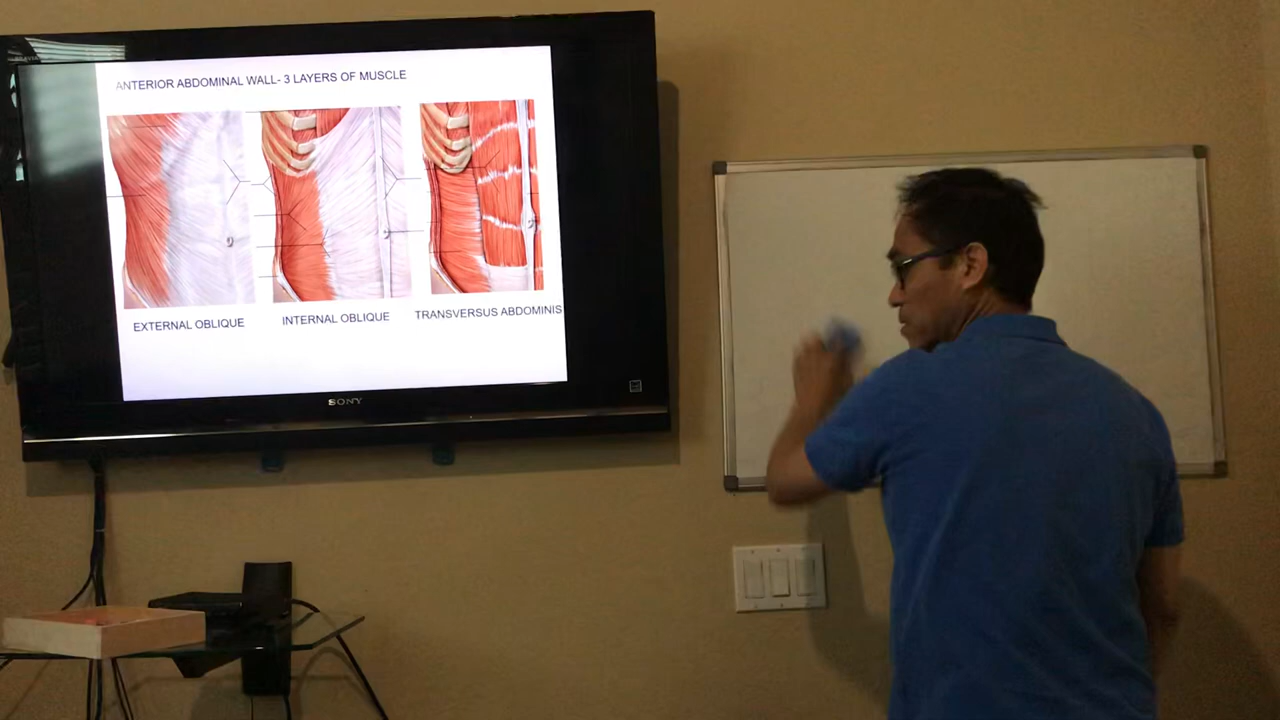 ANTERIOR ABDOMINAL WALL- 3 LAYERS OF MUSCLE
EXTERNAL OBLIQUE
INTERNAL OBLIQUE
TRANSVERSUS ABDOMINIS
SONY